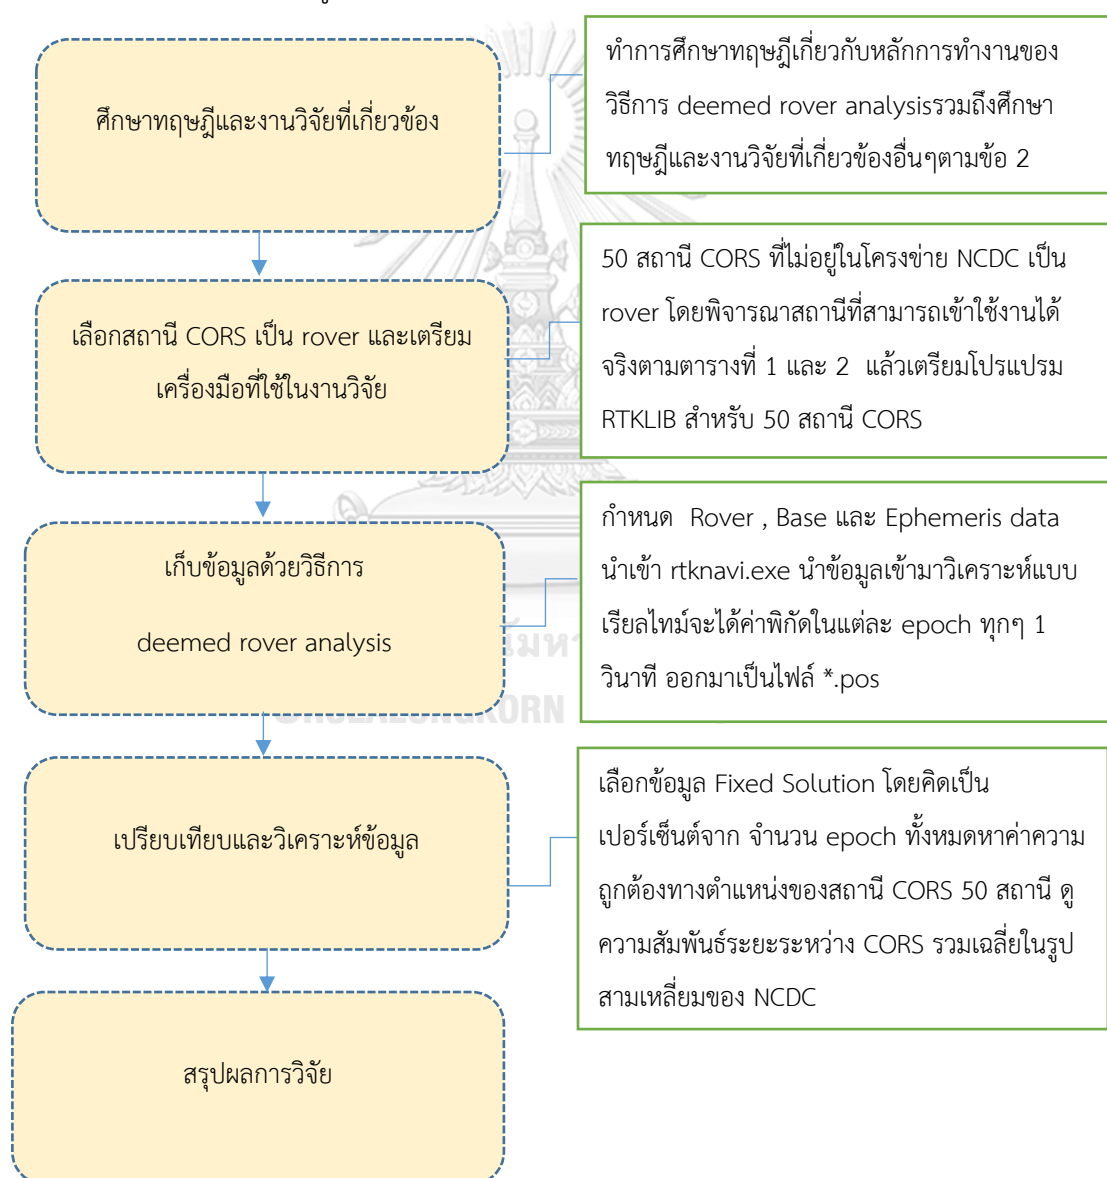 ศึกษาทฤษฎีและงานวิจัยที่เกี่ยวข้อง
ทำการศึกษาทฤษฎีเกี่ยวกับหลักการทำงานของ
วิธีการ deemed rover analysisรวมถึงศึกษา
ทฤษฎีและงานวิจัยที่เกี่ยวข้องอื่นๆตามข้อ 2
เลือกสถานี CORS เป็น rover และเตรียม
เครื่องมือที่ใช้ในงานวิจัย
50 สถานี CORS ที่ไม่อยู่ในโครงข่าย NCDC เป็น
rover โดยพิจารณาสถานีที่สามารถเข้าใช้งานได้
จริงตามตารางที่ 1 และ 2 แล้วเตรียมโปรแปรม
RTKLIB สำหรับ 50 สถานี CORS
เก็บข้อมูลด้วยวิธีการ
deemed rover analysis
กำหนด Rover , Base และ Ephemeris data
นำเข้า rtknavi.exe นำข้อมูลเข้ามาวิเคราะห์แบบ
เรียลไทม์จะได้ค่าพิกัดในแต่ละ epoch ทุกๆ 1
วินาที ออกมาเป็นไฟล์ *.pos
เปรียบเทียบและวิเคราะห์ข้อมูล
เลือกข้อมูล Fixed Solution โดยคิดเป็น
เปอร์เซ็นต์จาก จำนวน epoch ทั้งหมดหาค่าความ
ถูกต้องทางตำแหน่งของสถานี CORS 50 สถานี ดู
ความสัมพันธ์ระยะระหว่าง CORS รวมเฉลี่ยในรูป
สามเหลี่ยมของ NCDC
สรุปผลการวิจัย